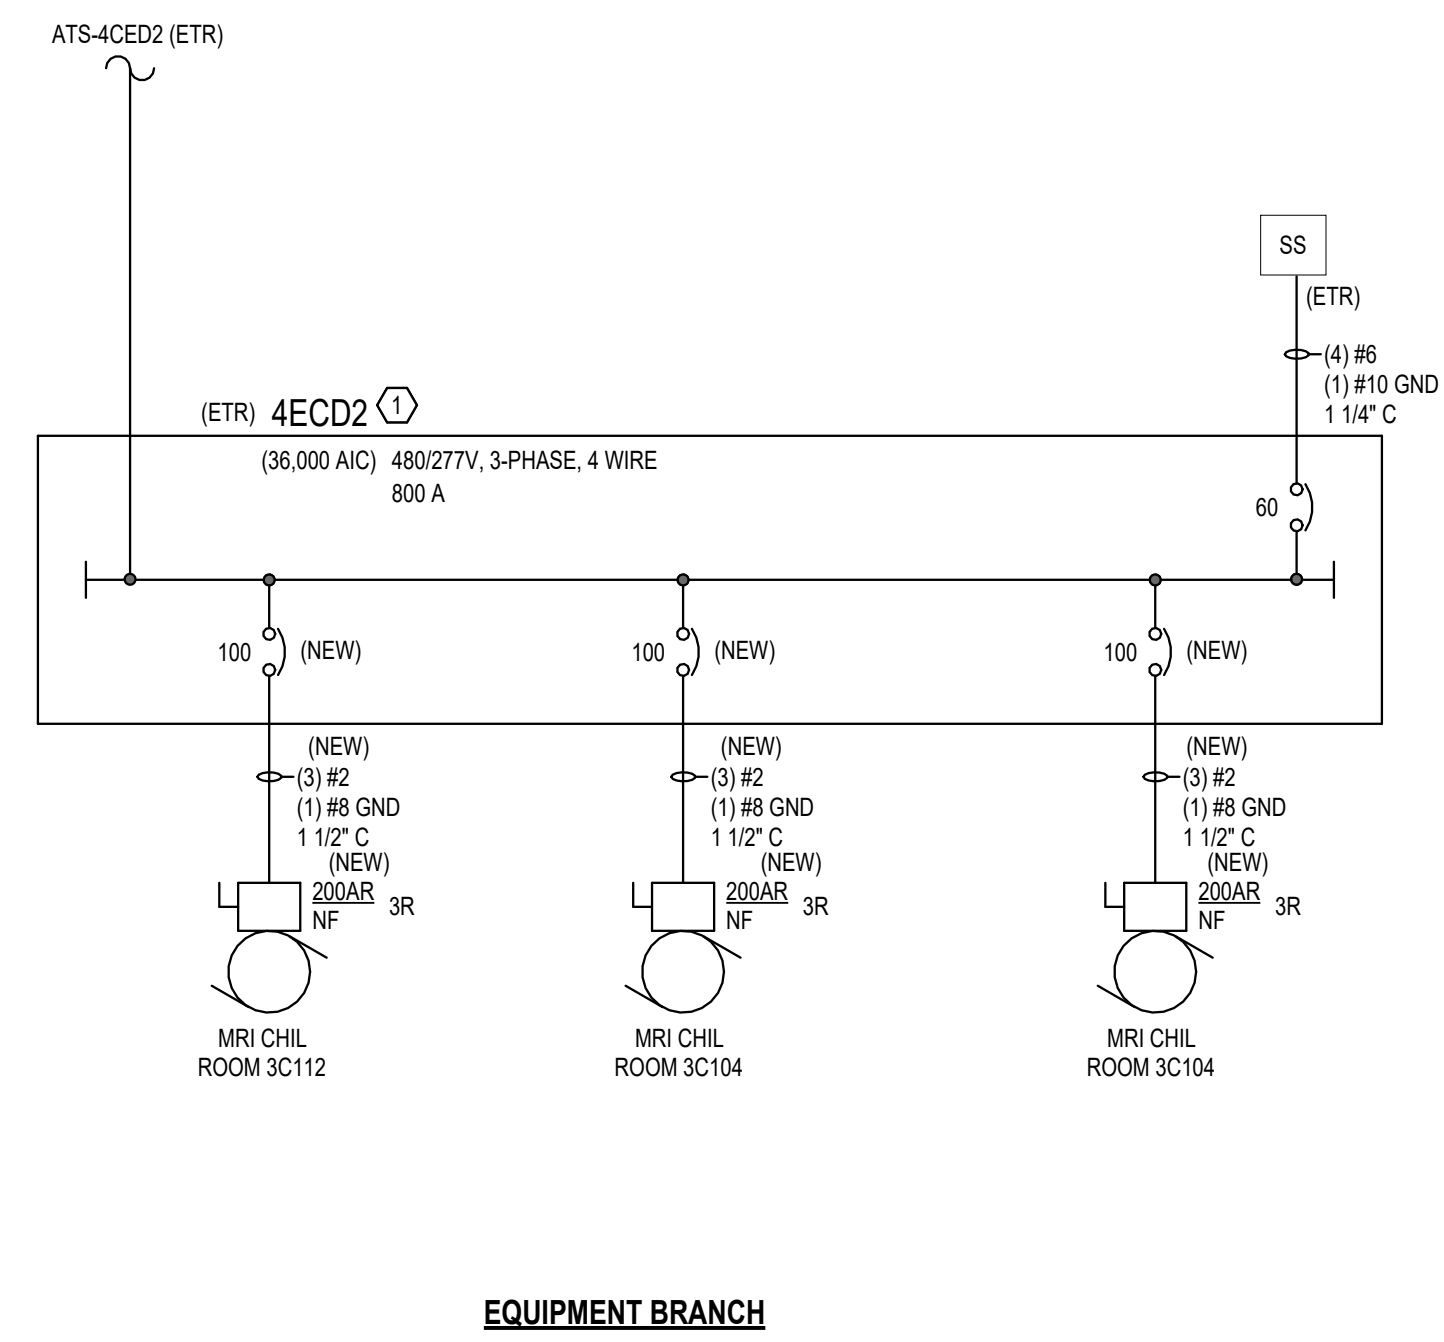 ATS-4CED2 (ETR)
SS
(ETR)
(4) #6
(1) #10 GND
1 1/4" C
(ETR) 4ECD2 1
(36,000 AIC) 480/277V, 3-PHASE, 4 WIRE
800 A
60
100 (NEW)
100 (NEW)
100 (NEW)
(NEW)
(3) #2
(1) #8 GND
1 1/2" C
(NEW)
200AR
NF
3R
MRI CHIL
ROOM 3C112
(NEW)
(3) #2
(1) #8 GND
1 1/2" C
(NEW)
200AR
NF
3R
MRI CHIL
ROOM 3C104
(NEW)
(3) #2
(1) #8 GND
1 1/2" C
(NEW)
200AR
NF
3R
MRI CHIL
ROOM 3C104
EQUIPMENT BRANCH